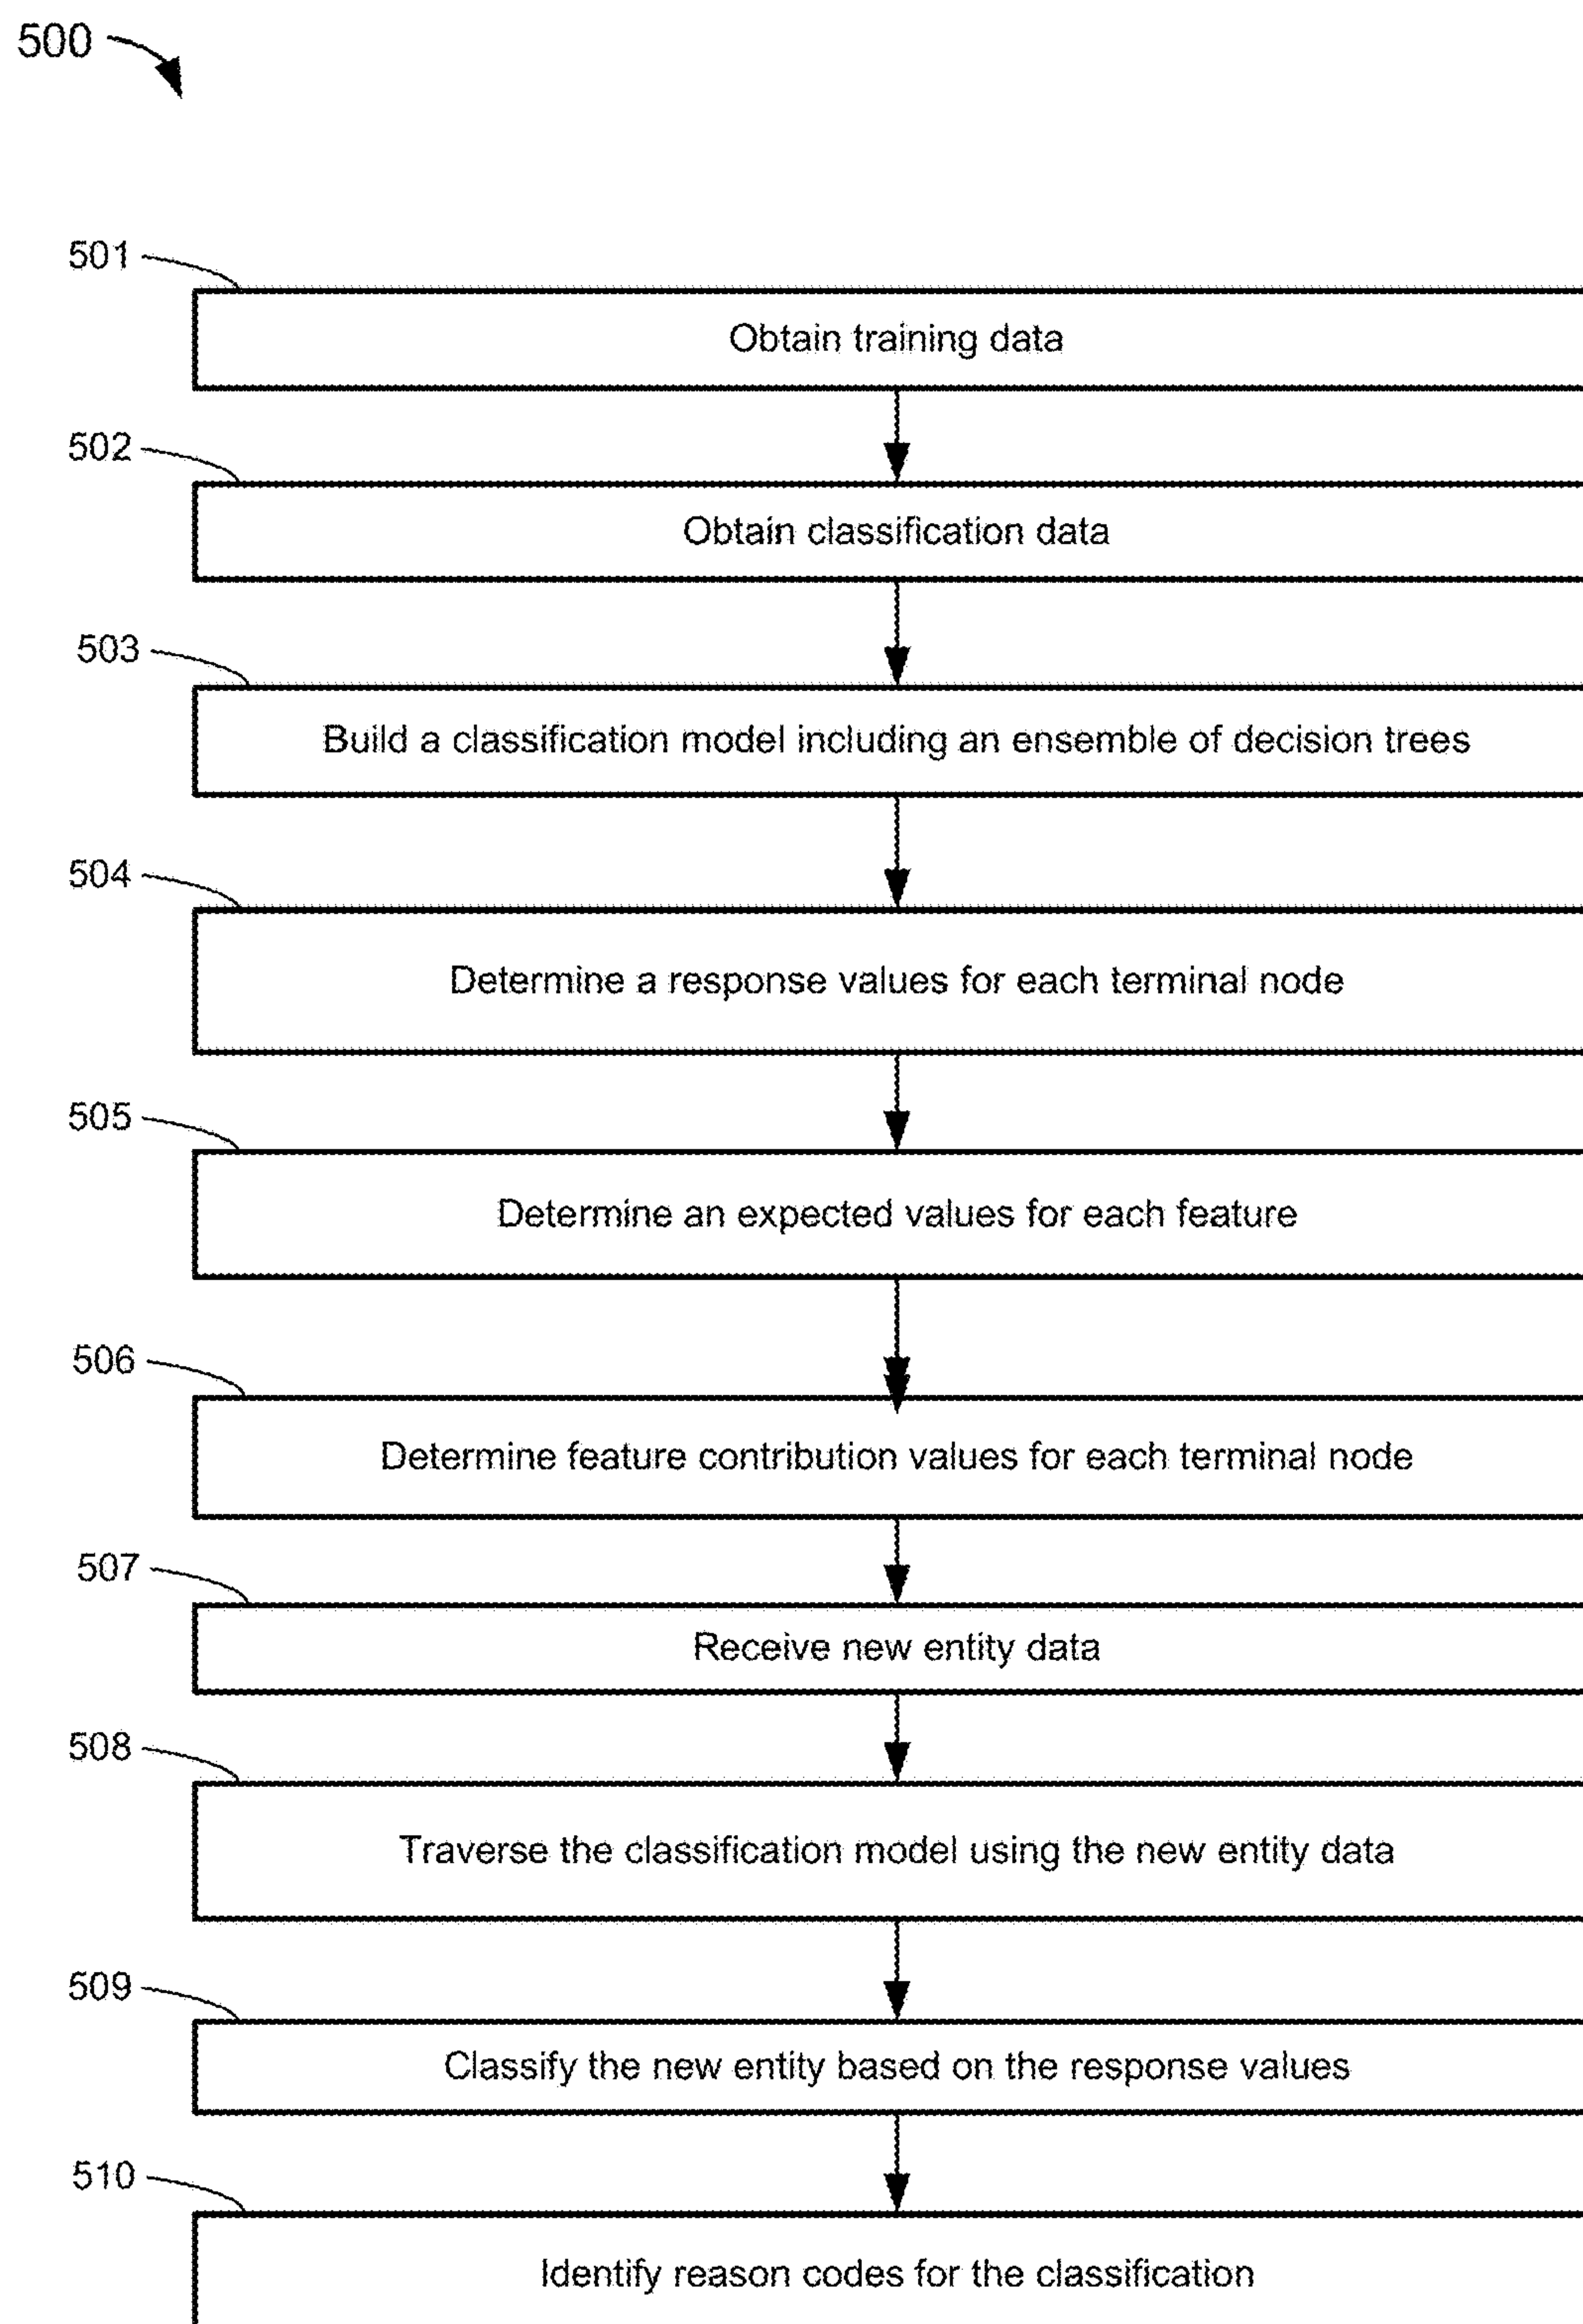 500
501
Obtain training data
502
Obtain classification data
503
Build a classification model including an ensemble of decision trees
504
Determine a response values for each terminal node
505
Determine an expected values for each feature
506
Determine feature contribution values for each terminal node
507
Receive new entity data
508
Traverse the classification model using the new entity data
509
Classify the new entity based on the response values
510
Identify reason codes for the classification